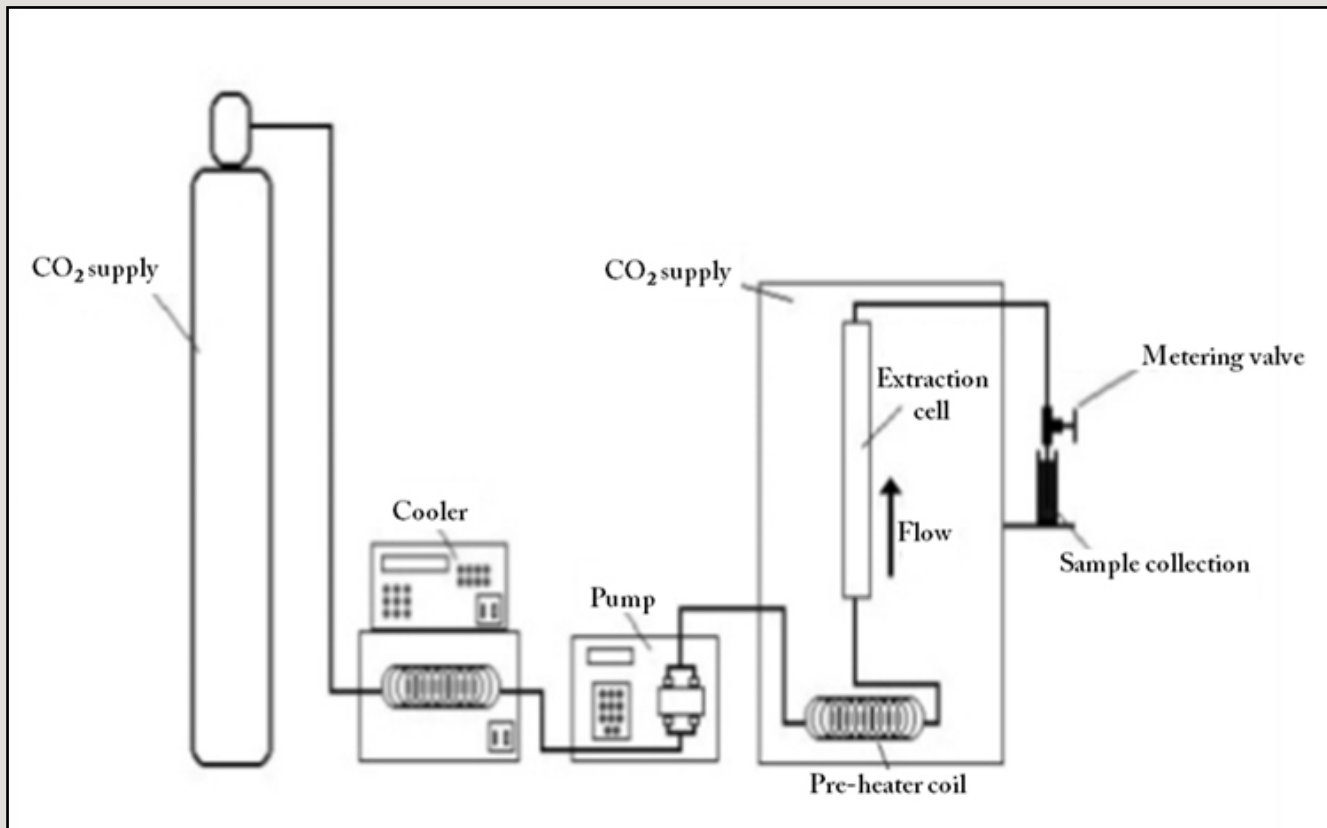 CO₂ supply
CO₂ supply
Metering valve
Extraction
cell
Cooler
Flow
Sample collection
Pump
Pre-heater coil